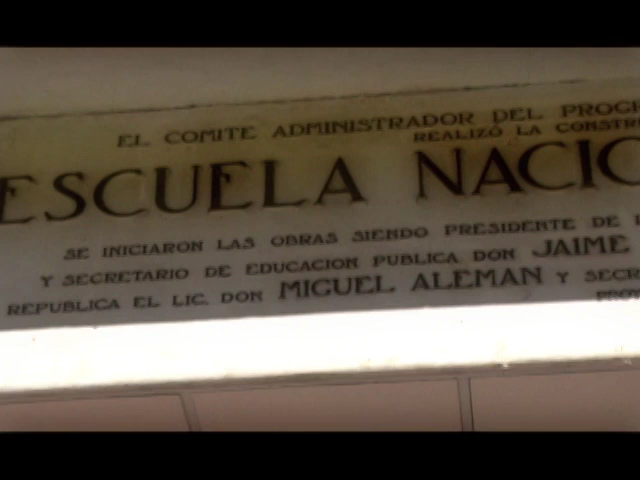 EL COMITE ADMINISTRADOR DEL
REALIZÓ LA
ESCUELA
SE INICIARON LAS OBRAS SIENDO PRESIDENTE DE
Y SECRETARIO DE EDUCACION PUBLICA DON JAIME
REPUBLICA EL LIC. DON MIGUEL ALEMAN Y